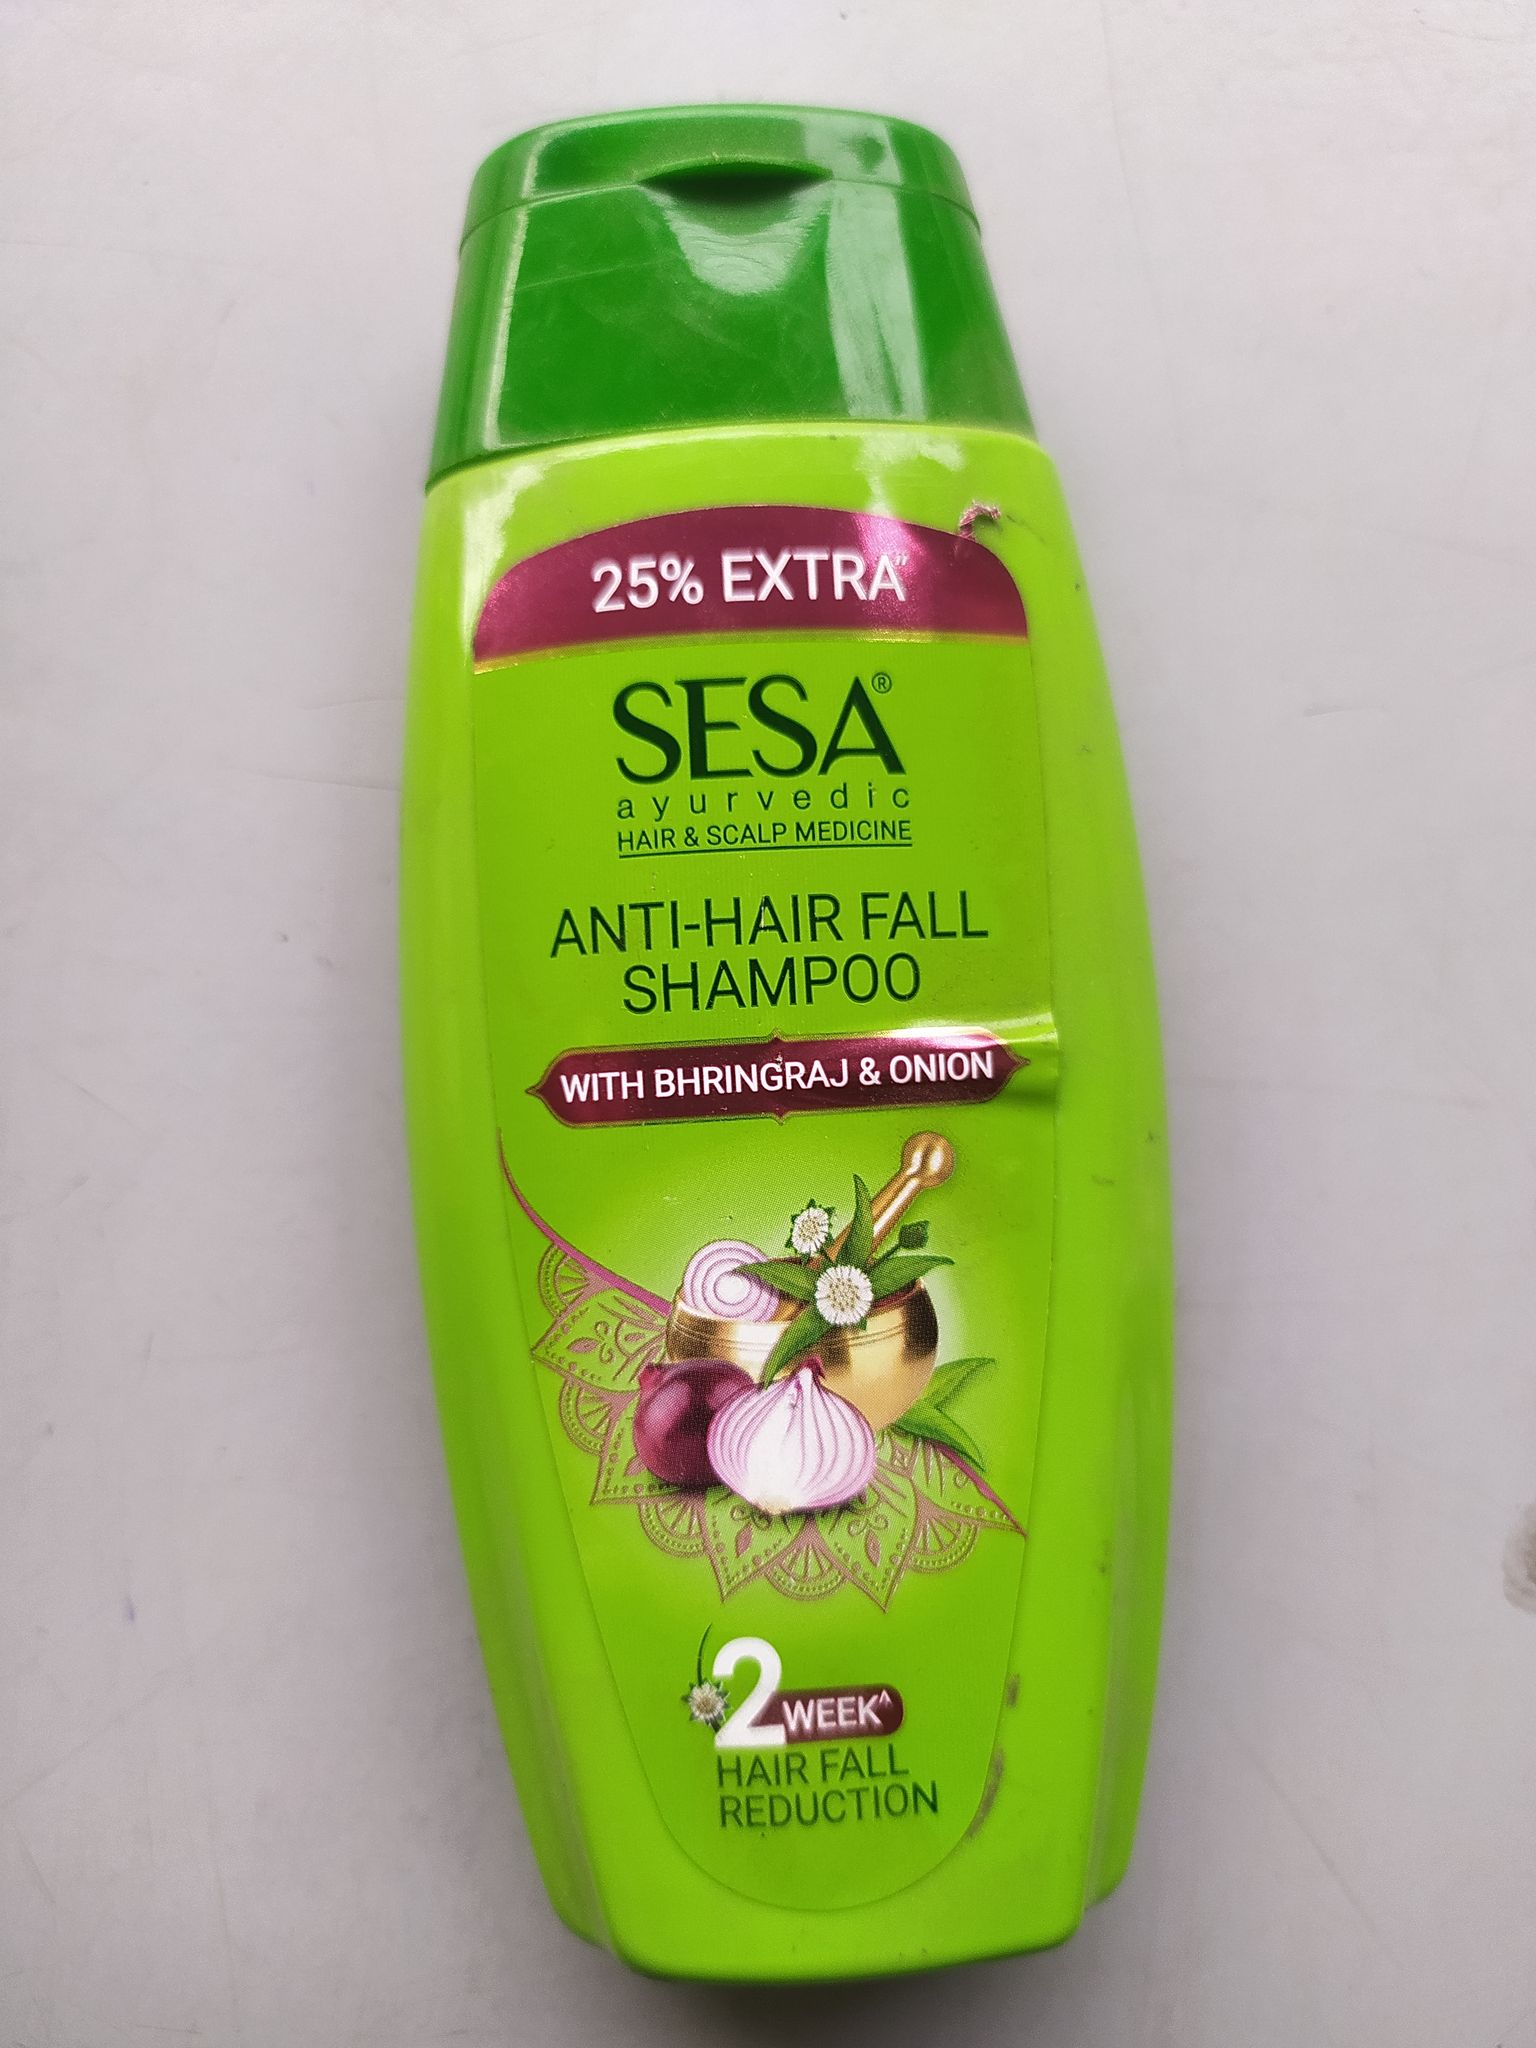 25% EXTRA"
SESA®
ayurvedic
HAIR & SCALP MEDICINE
ANTI-HAIR FALL
SHAMPOO
WITH BHRINGRAJ & ONION
2 WEEK^
HAIR FALL
REDUCTION